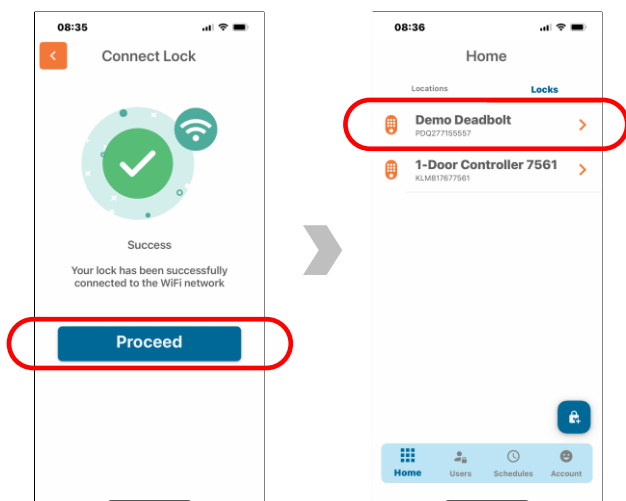 08:35
Connect Lock
Success
Your lock has been successfully
connected to the WiFi network
Proceed
08:36
Home
Locations
Locks
Demo Deadbolt
PDQ277155557
1-Door Controller 7561
KLM817677561
Home
Users
Schedules
Account